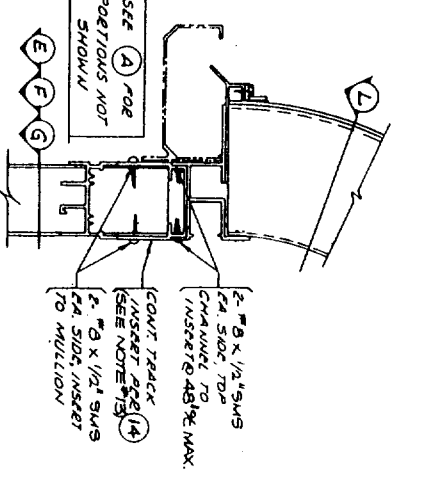 SEE A FOR
PORTIONS NOT
SHOWN
E
F
G
L
2- #8 x 1/2" SMS
EA. SIDE, TOP
CHANNEL TO
INSERT @ 48"℄ MAX.
CONT. TRACK
INSERT PER 14
(SEE NOTE #13)
2- #8 x 1/2" SMS
EA. SIDE, INSERT
TO MULLION